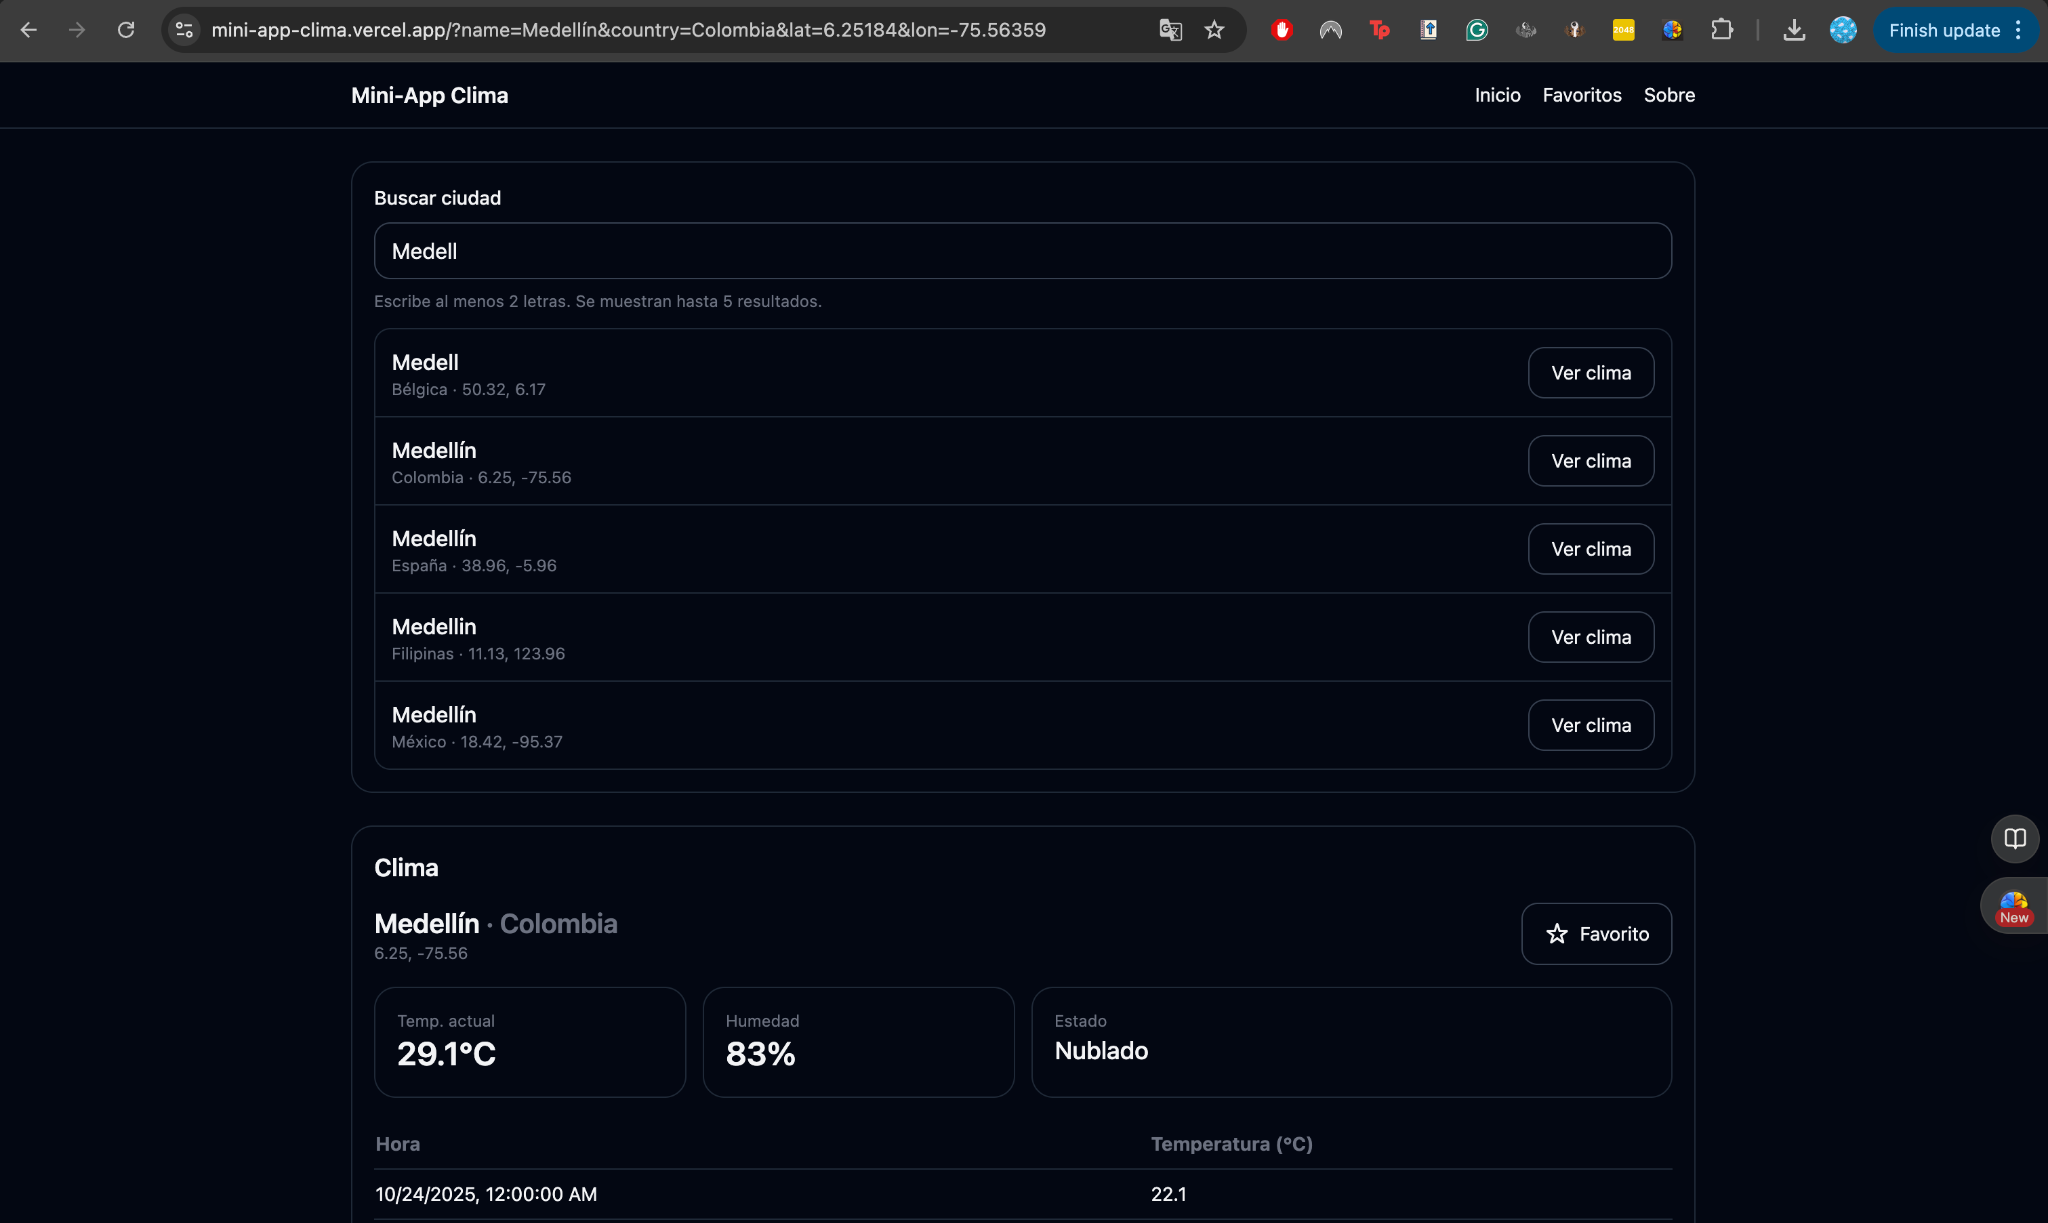 mini-app-clima.vercel.app/?name=Medellín&country=Colombia&lat=6.25184&lon=-75.56359
Tp
2048
Finish update
Mini-App Clima
Inicio
Favoritos
Sobre
Buscar ciudad
Medell
Escribe al menos 2 letras. Se muestran hasta 5 resultados.
Medell
Bélgica · 50.32, 6.17
Ver clima
Medellín
Colombia · 6.25, -75.56
Ver clima
Medellín
España · 38.96, -5.96
Ver clima
Medellin
Filipinas · 11.13, 123.96
Ver clima
Medellín
México · 18.42, -95.37
Ver clima
New
Clima
Medellín · Colombia
6.25, -75.56
Favorito
Temp. actual
29.1°C
Humedad
83%
Estado
Nublado
Hora
Temperatura (°C)
10/24/2025, 12:00:00 AM
22.1